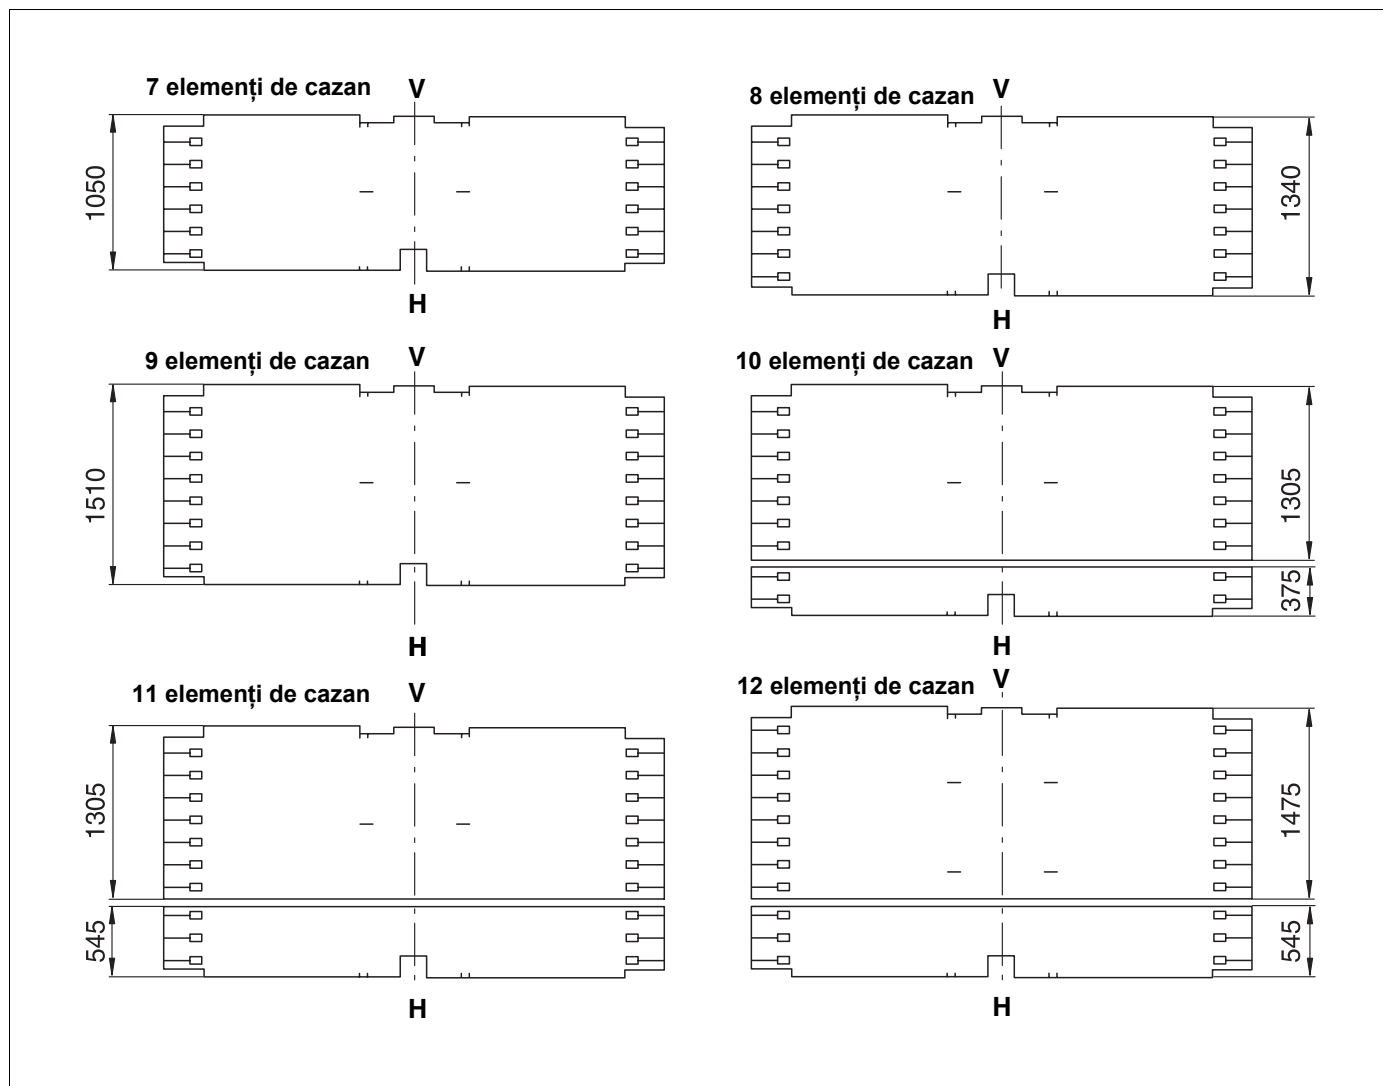 7 elemenți de cazan
V
1050
H
8 elemenți de cazan
V
1340
H
9 elemenți de cazan
V
1510
H
10 elemenți de cazan
V
1305
375
H
11 elemenți de cazan
V
1305
545
H
12 elemenți de cazan
V
1475
545
H